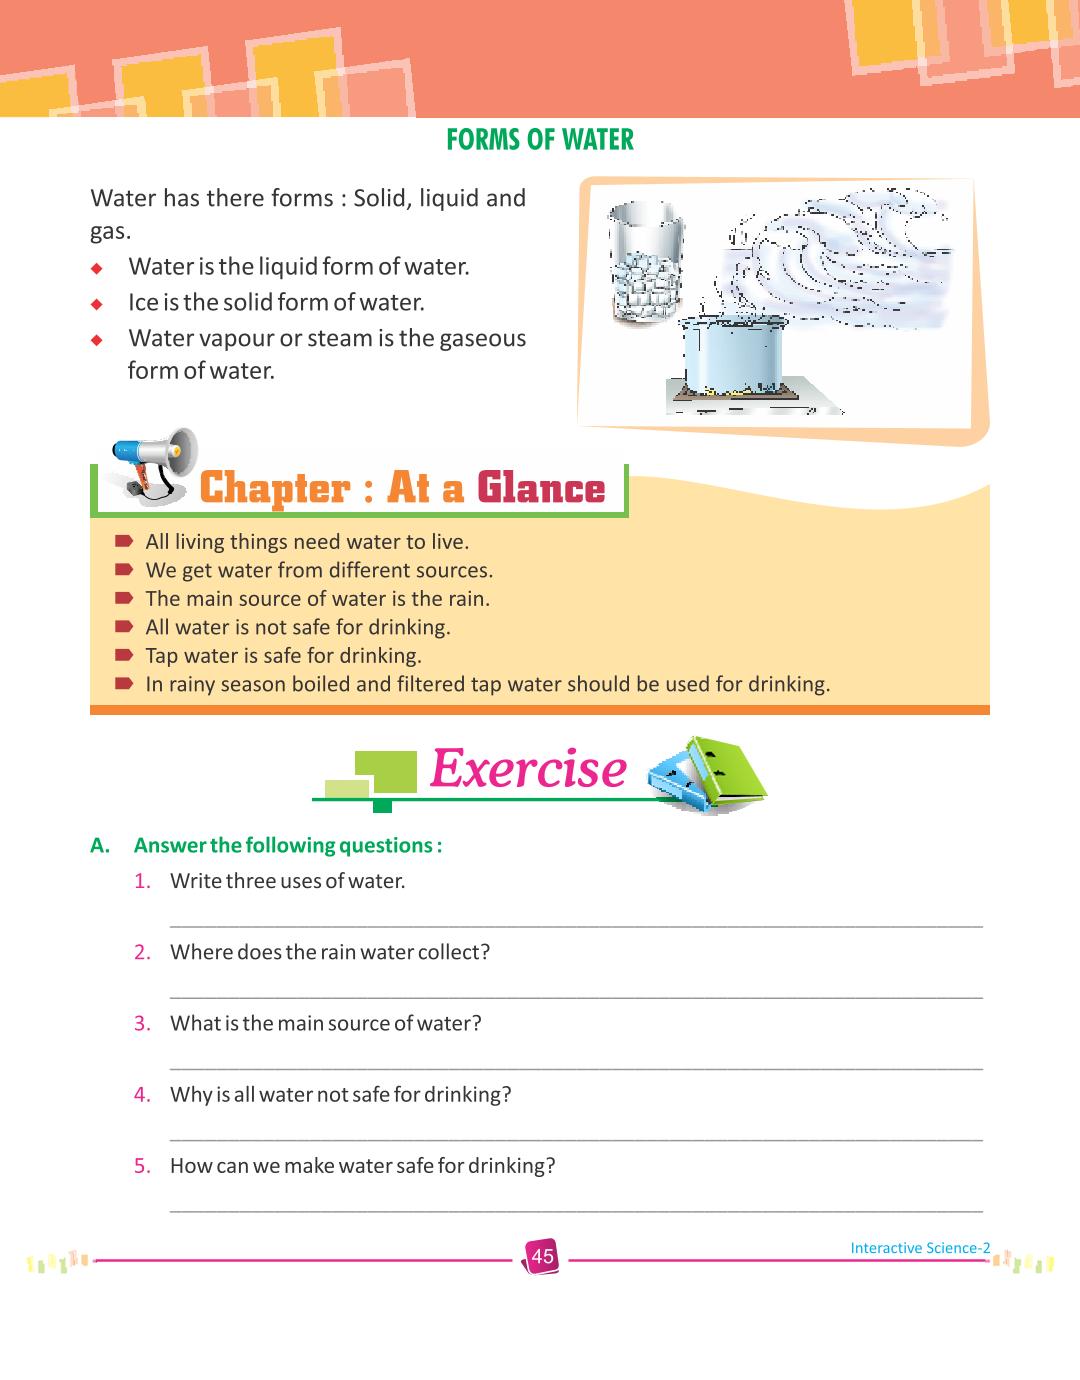 FORMS OF WATER
Water has there forms : Solid, liquid and
gas.
Water is the liquid form of water.
Ice is the solid form of water.
Water vapour or steam is the gaseous
form of water.
Chapter : At a Glance
All living things need water to live.
We get water from different sources.
The main source of water is the rain.
All water is not safe for drinking.
Tap water is safe for drinking.
In rainy season boiled and filtered tap water should be used for drinking.
Exercise
A. Answer the following questions :
1. Write three uses of water.
2. Where does the rain water collect?
3. What is the main source of water?
4. Why is all water not safe for drinking?
5. How can we make water safe for drinking?
45
Interactive Science-2